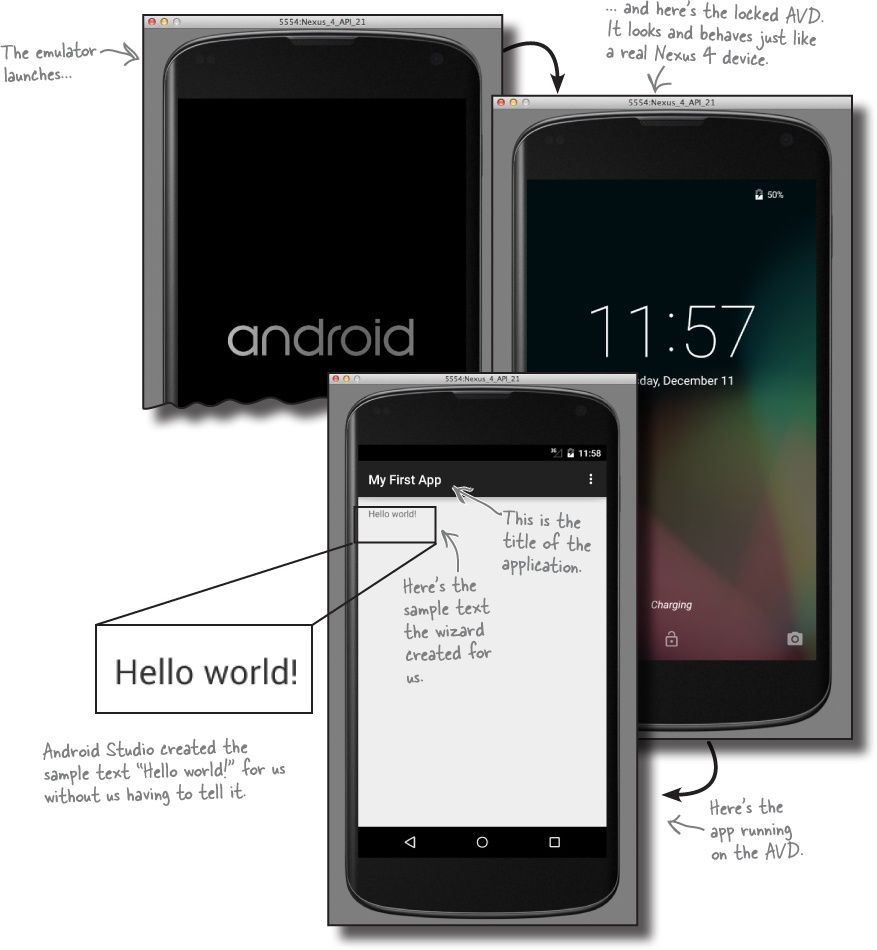 The emulator
launches...
5554:Nexus_4_API_21
android
... and here's the locked AVD.
It looks and behaves just like
a real Nexus 4 device.
5554:Nexus_4_API_21
50%
11:57
day, December 11
Charging
5554:Nexus_4_API_21
3G
11:58
My First App
Hello world!
This is the
title of the
application.
Here's the
sample text
the wizard
created for
us.
Hello world!
Android Studio created the
sample text "Hello world!" for us
without us having to tell it.
Here's the
app running
on the AVD.